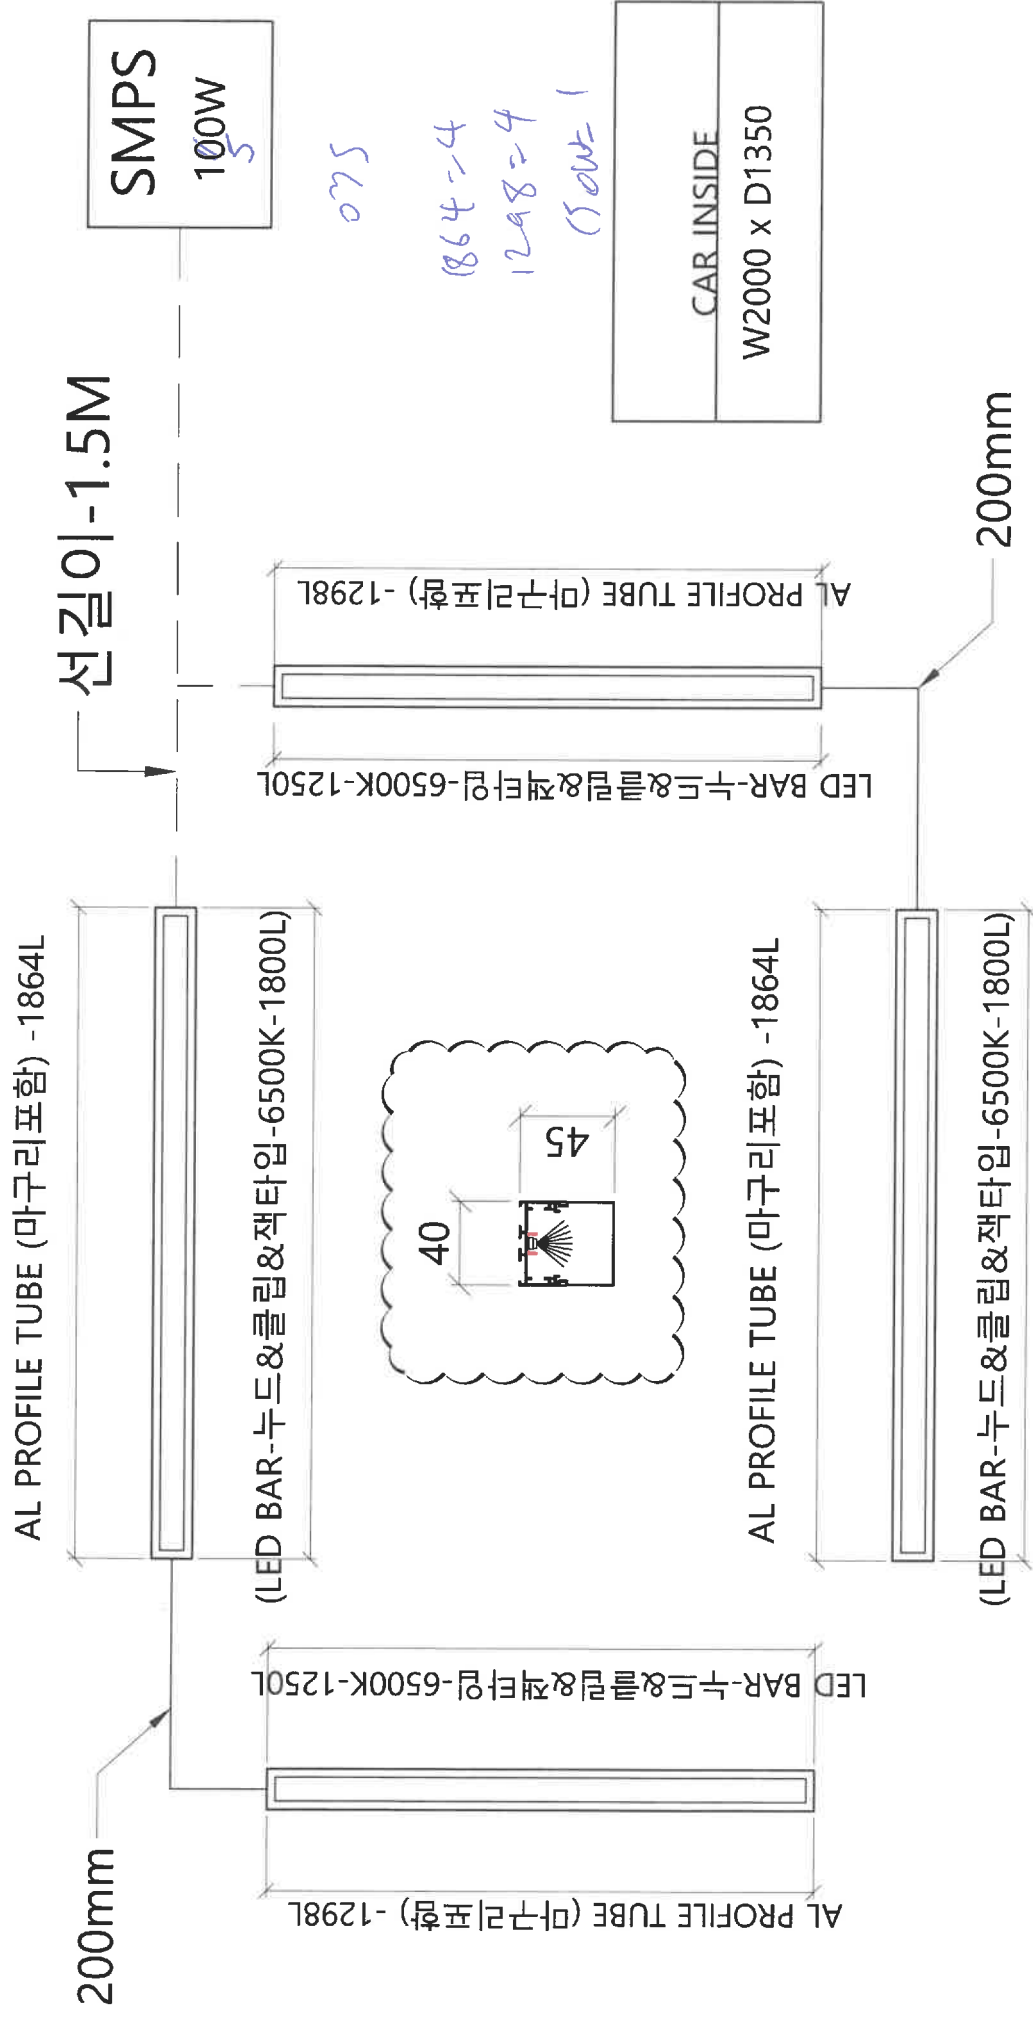 SMPS
100W
5
선길이-1.5M
075
1864=4
1298=4
150W=1
CAR INSIDE
W2000 x D1350
AL PROFILE TUBE (마구리포함) -1864L
(LED BAR-누드&클립&잭타입-6500K-1800L)
AL PROFILE TUBE (마구리포함) -1298L
LED BAR-누드&클립&잭타입-6500K-1250L
200mm
40
45
200mm
LED BAR-누드&클립&잭타입-6500K-1250L
AL PROFILE TUBE (마구리포함) -1298L
AL PROFILE TUBE (마구리포함) -1864L
(LED BAR-누드&클립&잭타입-6500K-1800L)